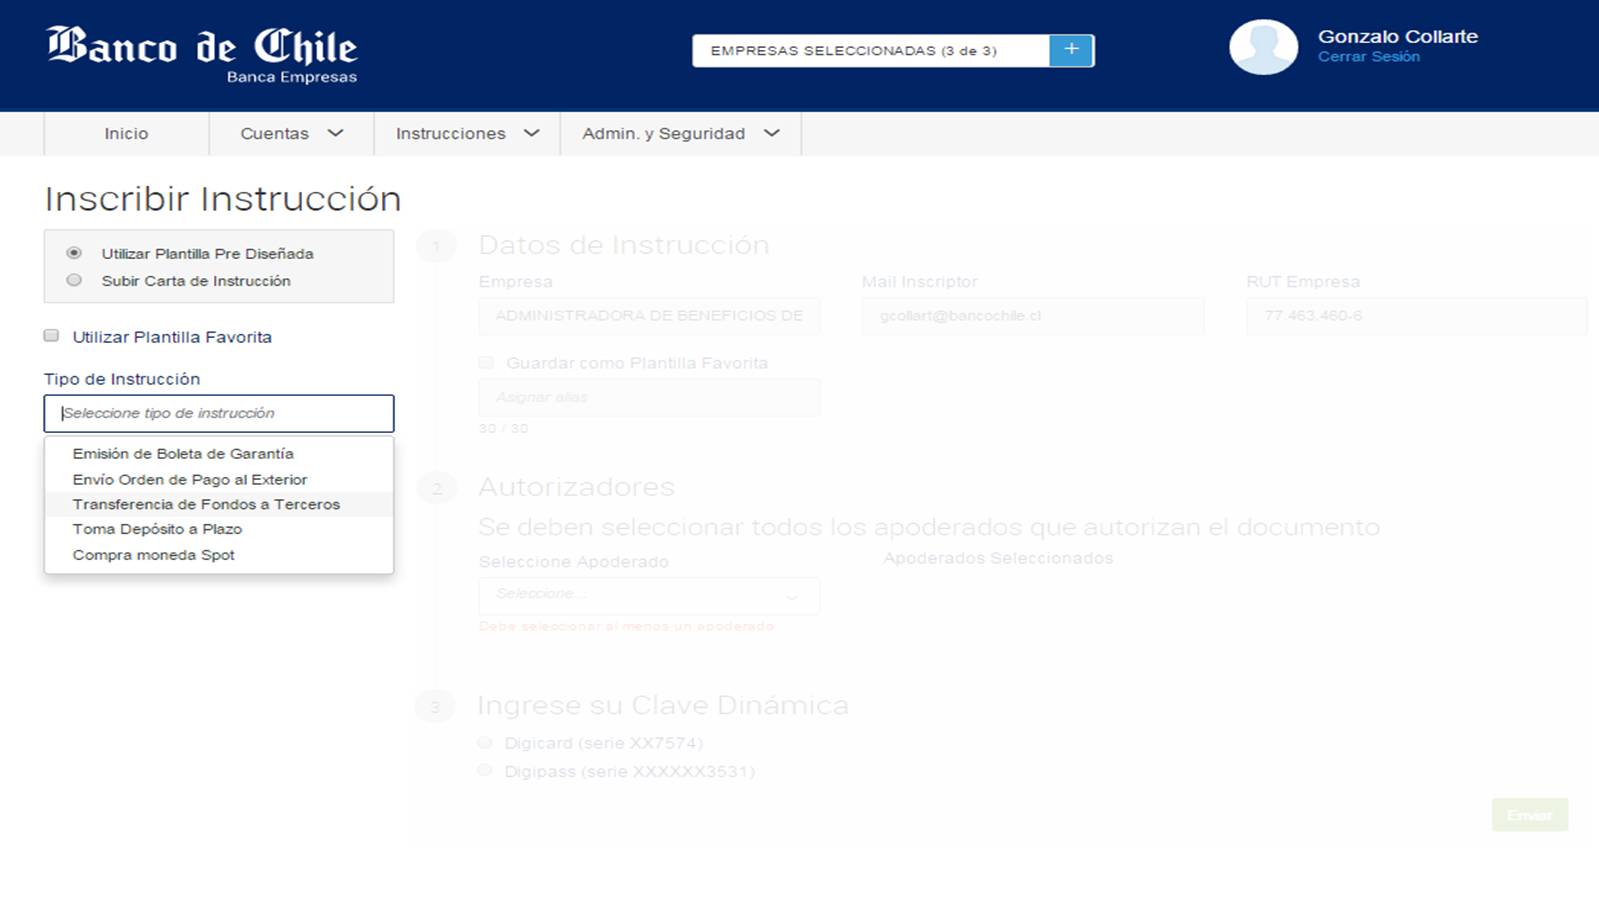 Banco de Chile
Banca Empresas
EMPRESAS SELECCIONADAS (3 de 3)
+
Gonzalo Collarte
Cerrar Sesión
Inicio
Cuentas
Instrucciones
Admin. y Seguridad
Inscribir Instrucción
Utilizar Plantilla Pre Diseñada
Subir Carta de Instrucción
Utilizar Plantilla Favorita
Tipo de Instrucción
Seleccione tipo de instrucción
Emisión de Boleta de Garantía
Envío Orden de Pago al Exterior
Transferencia de Fondos a Terceros
Toma Depósito a Plazo
Compra moneda Spot
1
Datos de Instrucción
Empresa
Mail Inscriptor
RUT Empresa
ADMINISTRADORA DE BENEFICIOS DE
gcollart@bancochile.cl
77.463.460-6
Guardar como Plantilla Favorita
Asignar alias
30 / 30
2
Autorizadores
Se deben seleccionar todos los apoderados que autorizan el documento
Seleccione Apoderado
Apoderados Seleccionados
Seleccione...
Debe seleccionar al menos un apoderado
3
Ingrese su Clave Dinámica
Digicard (serie XX7574)
Digipass (serie XXXXXX3531)
Enviar